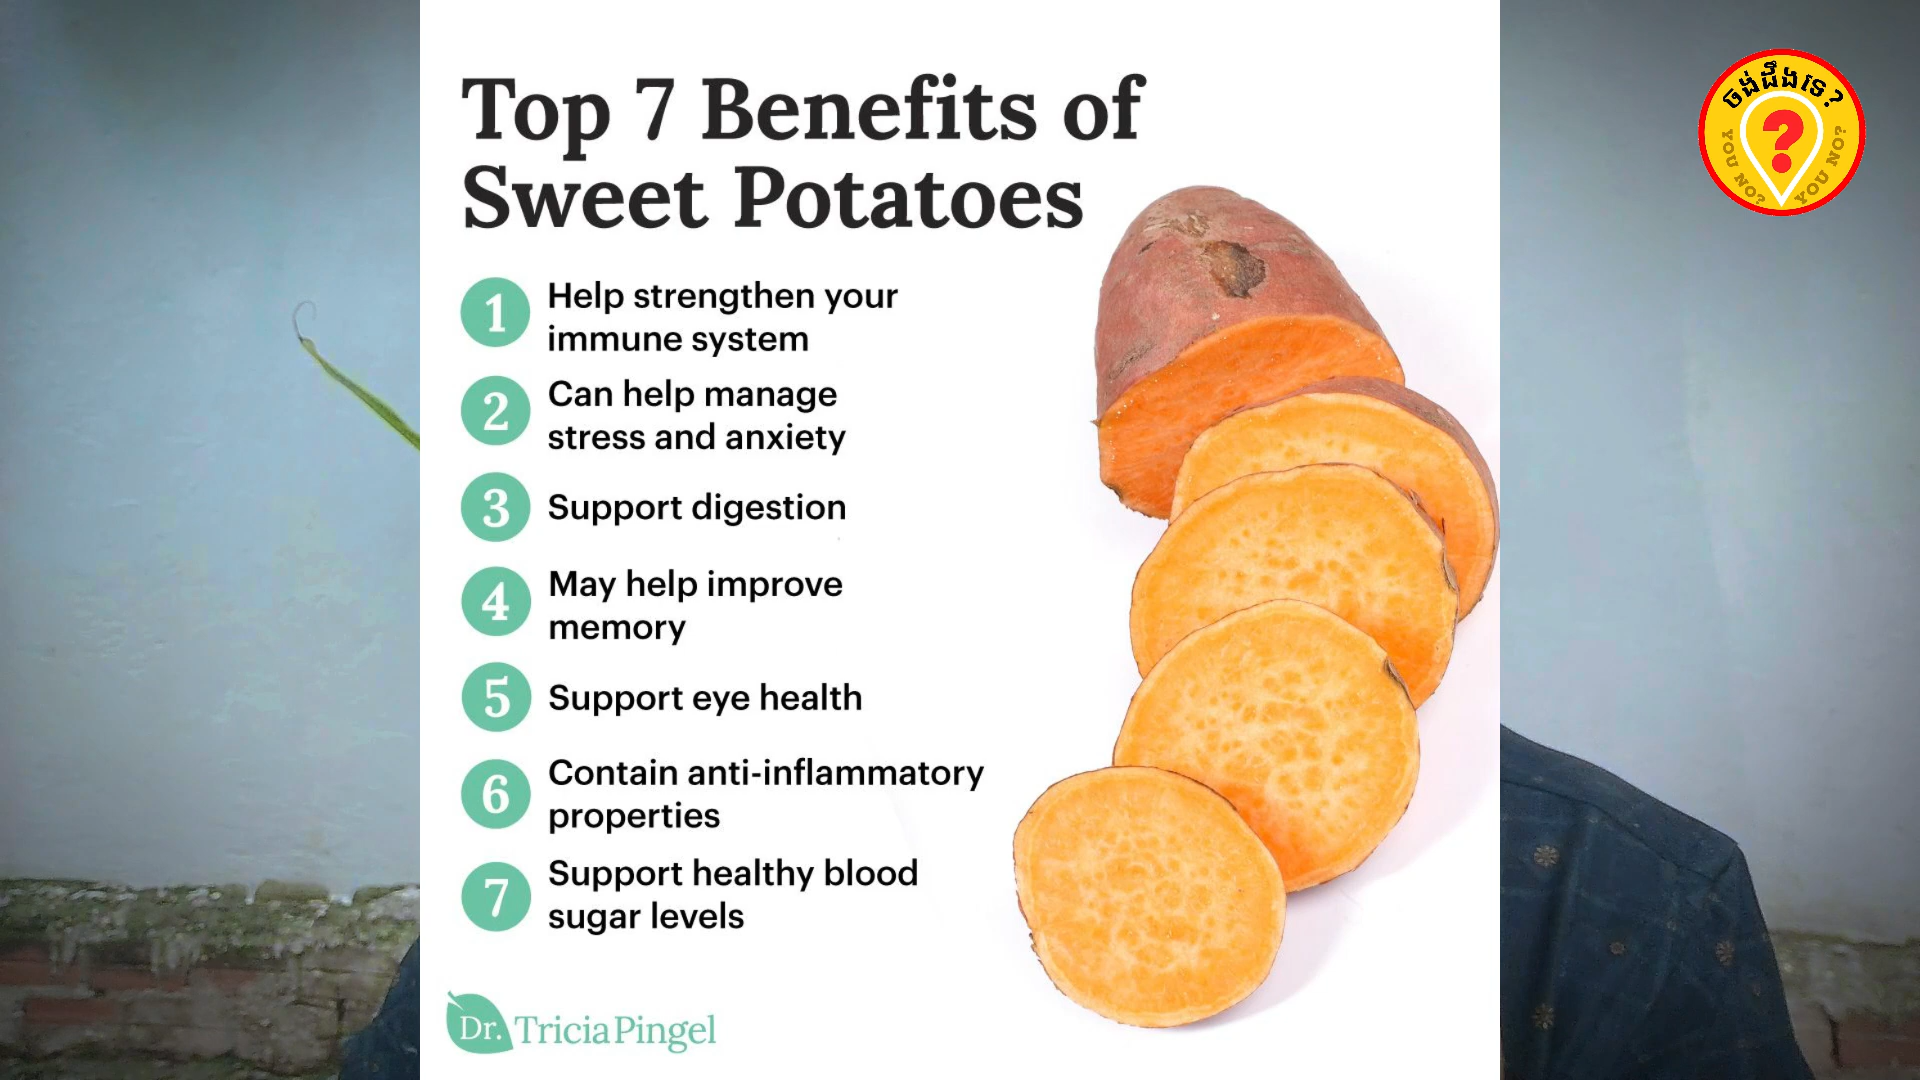 Top 7 Benefits of
Sweet Potatoes
1 Help strengthen your
immune system
2 Can help manage
stress and anxiety
3 Support digestion
4 May help improve
memory
5 Support eye health
6 Contain anti-inflammatory
properties
7 Support healthy blood
sugar levels
Dr. Tricia Pingel
ចង់ដឹងទេ?
?
YOU NO?
YOU NO?